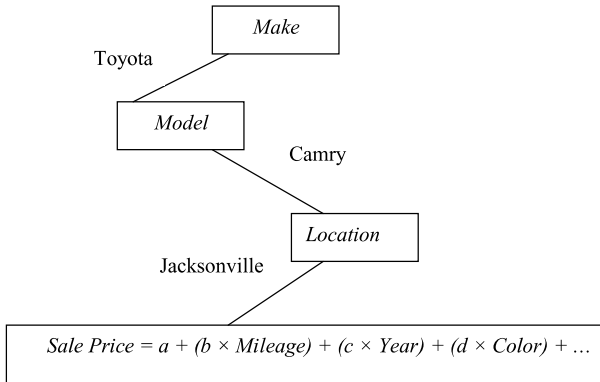 Make
Toyota
Model
Camry
Location
Jacksonville
Sale Price = a + (b × Mileage) + (c × Year) + (d × Color) + …